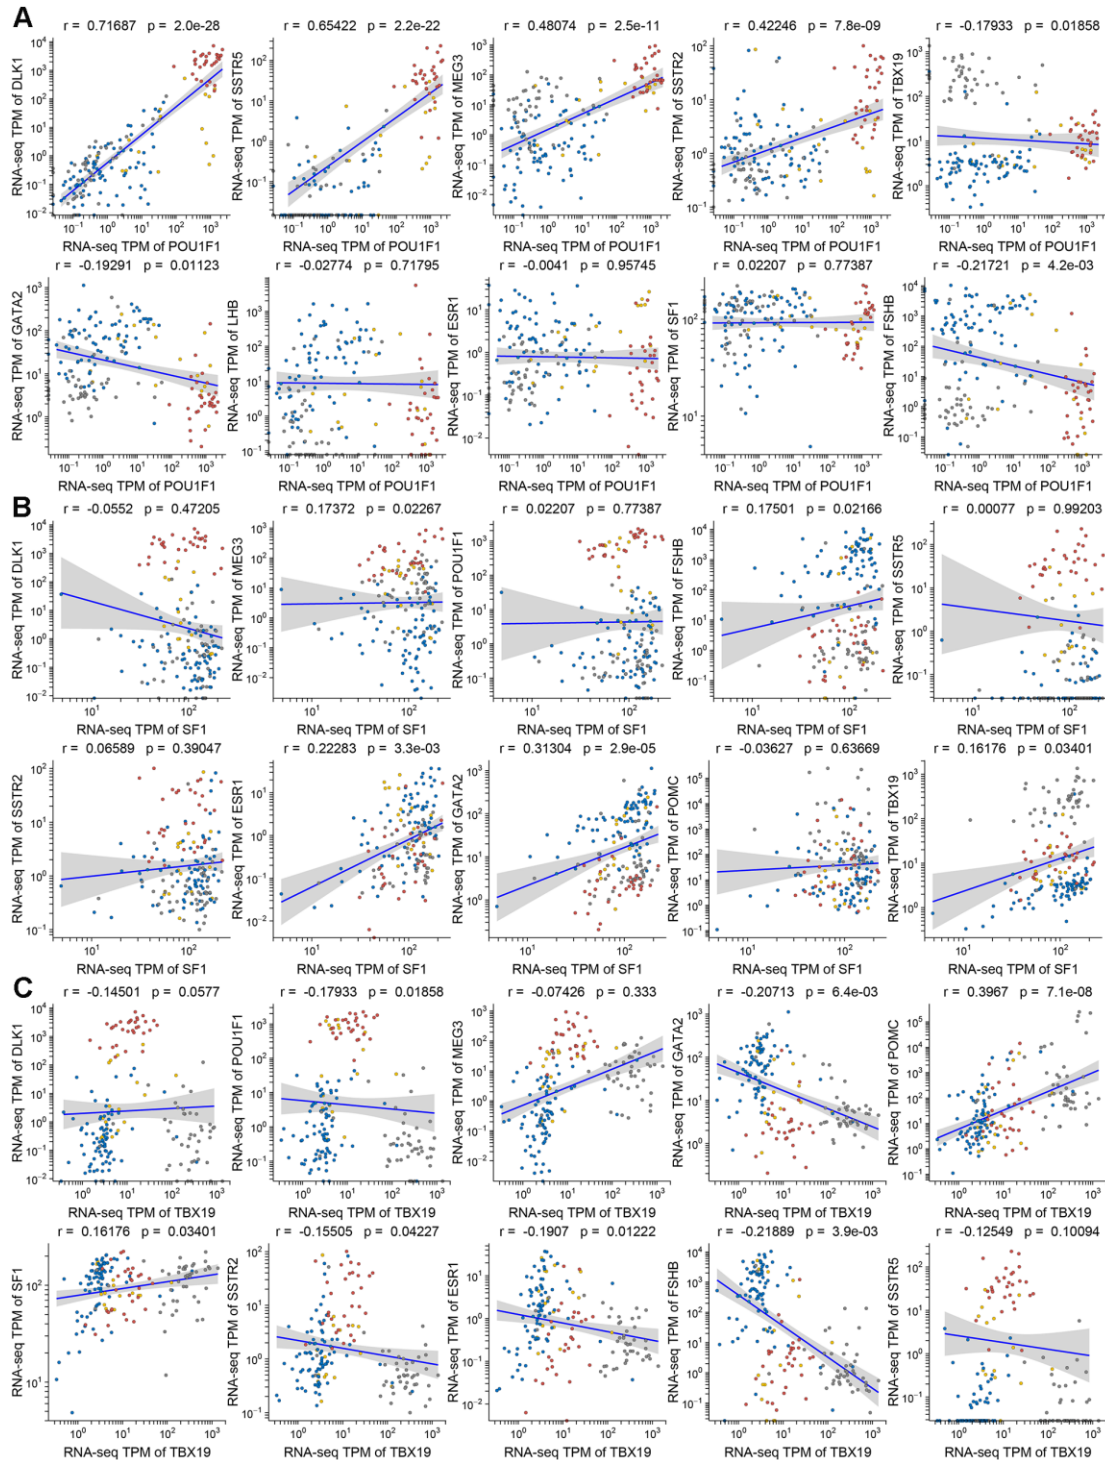 A
r = 0.71687 p = 2.0e-28
r = 0.65422 p = 2.2e-22
r = 0.48074 p = 2.5e-11
r = 0.42246 p = 7.8e-09
r = -0.17933 p = 0.01858
RNA-seq TPM of DLK1
RNA-seq TPM of SSTR5
RNA-seq TPM of MEG3
RNA-seq TPM of SSTR2
RNA-seq TPM of TBX19
RNA-seq TPM of POU1F1
RNA-seq TPM of POU1F1
RNA-seq TPM of POU1F1
RNA-seq TPM of POU1F1
RNA-seq TPM of POU1F1
r = -0.19291 p = 0.01123
r = -0.02774 p = 0.71795
r = -0.0041 p = 0.95745
r = 0.02207 p = 0.77387
r = -0.21721 p = 4.2e-03
RNA-seq TPM of GATA2
RNA-seq TPM of LHB
RNA-seq TPM of ESR1
RNA-seq TPM of SF1
RNA-seq TPM of FSHB
RNA-seq TPM of POU1F1
RNA-seq TPM of POU1F1
RNA-seq TPM of POU1F1
RNA-seq TPM of POU1F1
RNA-seq TPM of POU1F1
B
r = -0.0552 p = 0.47205
r = 0.17372 p = 0.02267
r = 0.02207 p = 0.77387
r = 0.17501 p = 0.02166
r = 0.00077 p = 0.99203
RNA-seq TPM of DLK1
RNA-seq TPM of MEG3
RNA-seq TPM of POU1F1
RNA-seq TPM of FSHB
RNA-seq TPM of SSTR5
RNA-seq TPM of SF1
RNA-seq TPM of SF1
RNA-seq TPM of SF1
RNA-seq TPM of SF1
RNA-seq TPM of SF1
r = 0.06589 p = 0.39047
r = 0.22283 p = 3.3e-03
r = 0.31304 p = 2.9e-05
r = -0.03627 p = 0.63669
r = 0.16176 p = 0.03401
RNA-seq TPM of SSTR2
RNA-seq TPM of ESR1
RNA-seq TPM of GATA2
RNA-seq TPM of POMC
RNA-seq TPM of TBX19
RNA-seq TPM of SF1
RNA-seq TPM of SF1
RNA-seq TPM of SF1
RNA-seq TPM of SF1
RNA-seq TPM of SF1
C
r = -0.14501 p = 0.0577
r = -0.17933 p = 0.01858
r = -0.07426 p = 0.333
r = -0.20713 p = 6.4e-03
r = 0.3967 p = 7.1e-08
RNA-seq TPM of DLK1
RNA-seq TPM of POU1F1
RNA-seq TPM of MEG3
RNA-seq TPM of GATA2
RNA-seq TPM of POMC
RNA-seq TPM of TBX19
RNA-seq TPM of TBX19
RNA-seq TPM of TBX19
RNA-seq TPM of TBX19
RNA-seq TPM of TBX19
r = 0.16176 p = 0.03401
r = -0.15505 p = 0.04227
r = -0.1907 p = 0.01222
r = -0.21889 p = 3.9e-03
r = -0.12549 p = 0.10094
RNA-seq TPM of SF1
RNA-seq TPM of SSTR2
RNA-seq TPM of ESR1
RNA-seq TPM of FSHB
RNA-seq TPM of SSTR5
RNA-seq TPM of TBX19
RNA-seq TPM of TBX19
RNA-seq TPM of TBX19
RNA-seq TPM of TBX19
RNA-seq TPM of TBX19